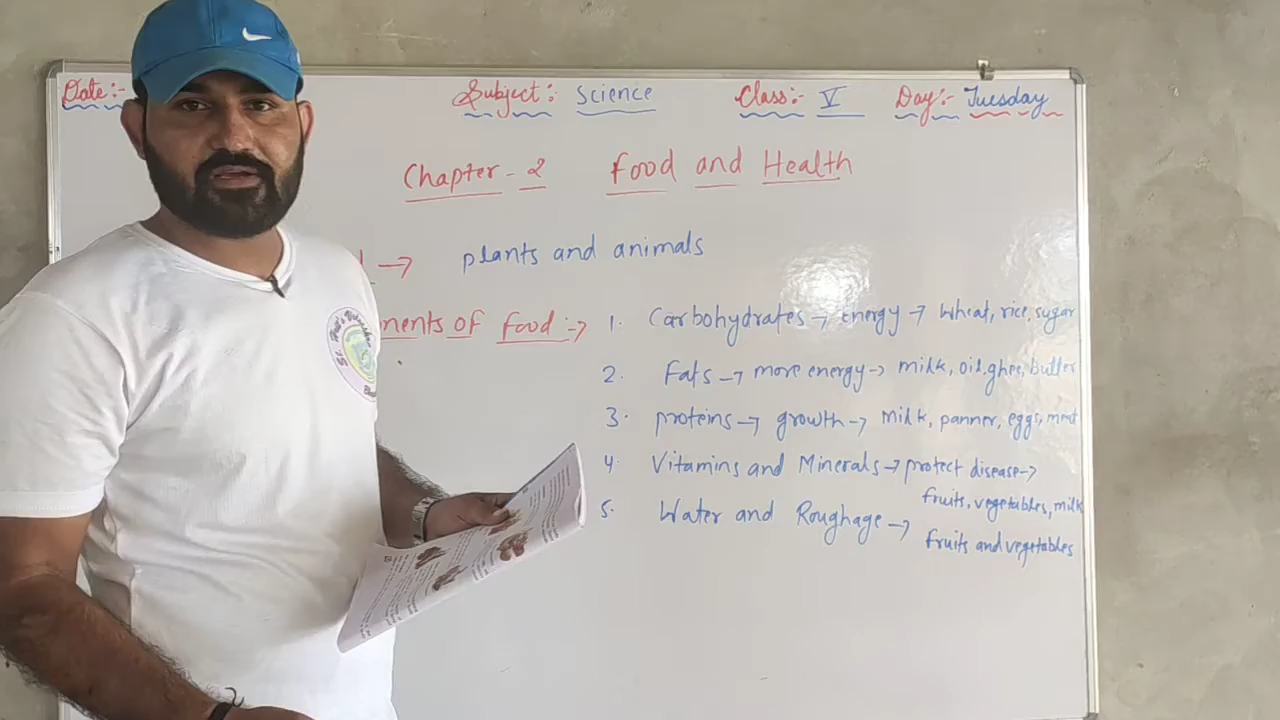 Date:- Subject:- Science Class:- V Day:- Tuesday
Chapter-2 Food and Health
→ plants and animals
nents of food :→ 1. Carbohydrates → Energy → Wheat, rice, sugar
2. Fats → more energy → milk, oil, ghee, butter
3. proteins → growth → milk, panner, eggs, meat
4. Vitamins and Minerals → protect disease →
fruits, vegetables, milk
5. Water and Roughage →
fruits and vegetables